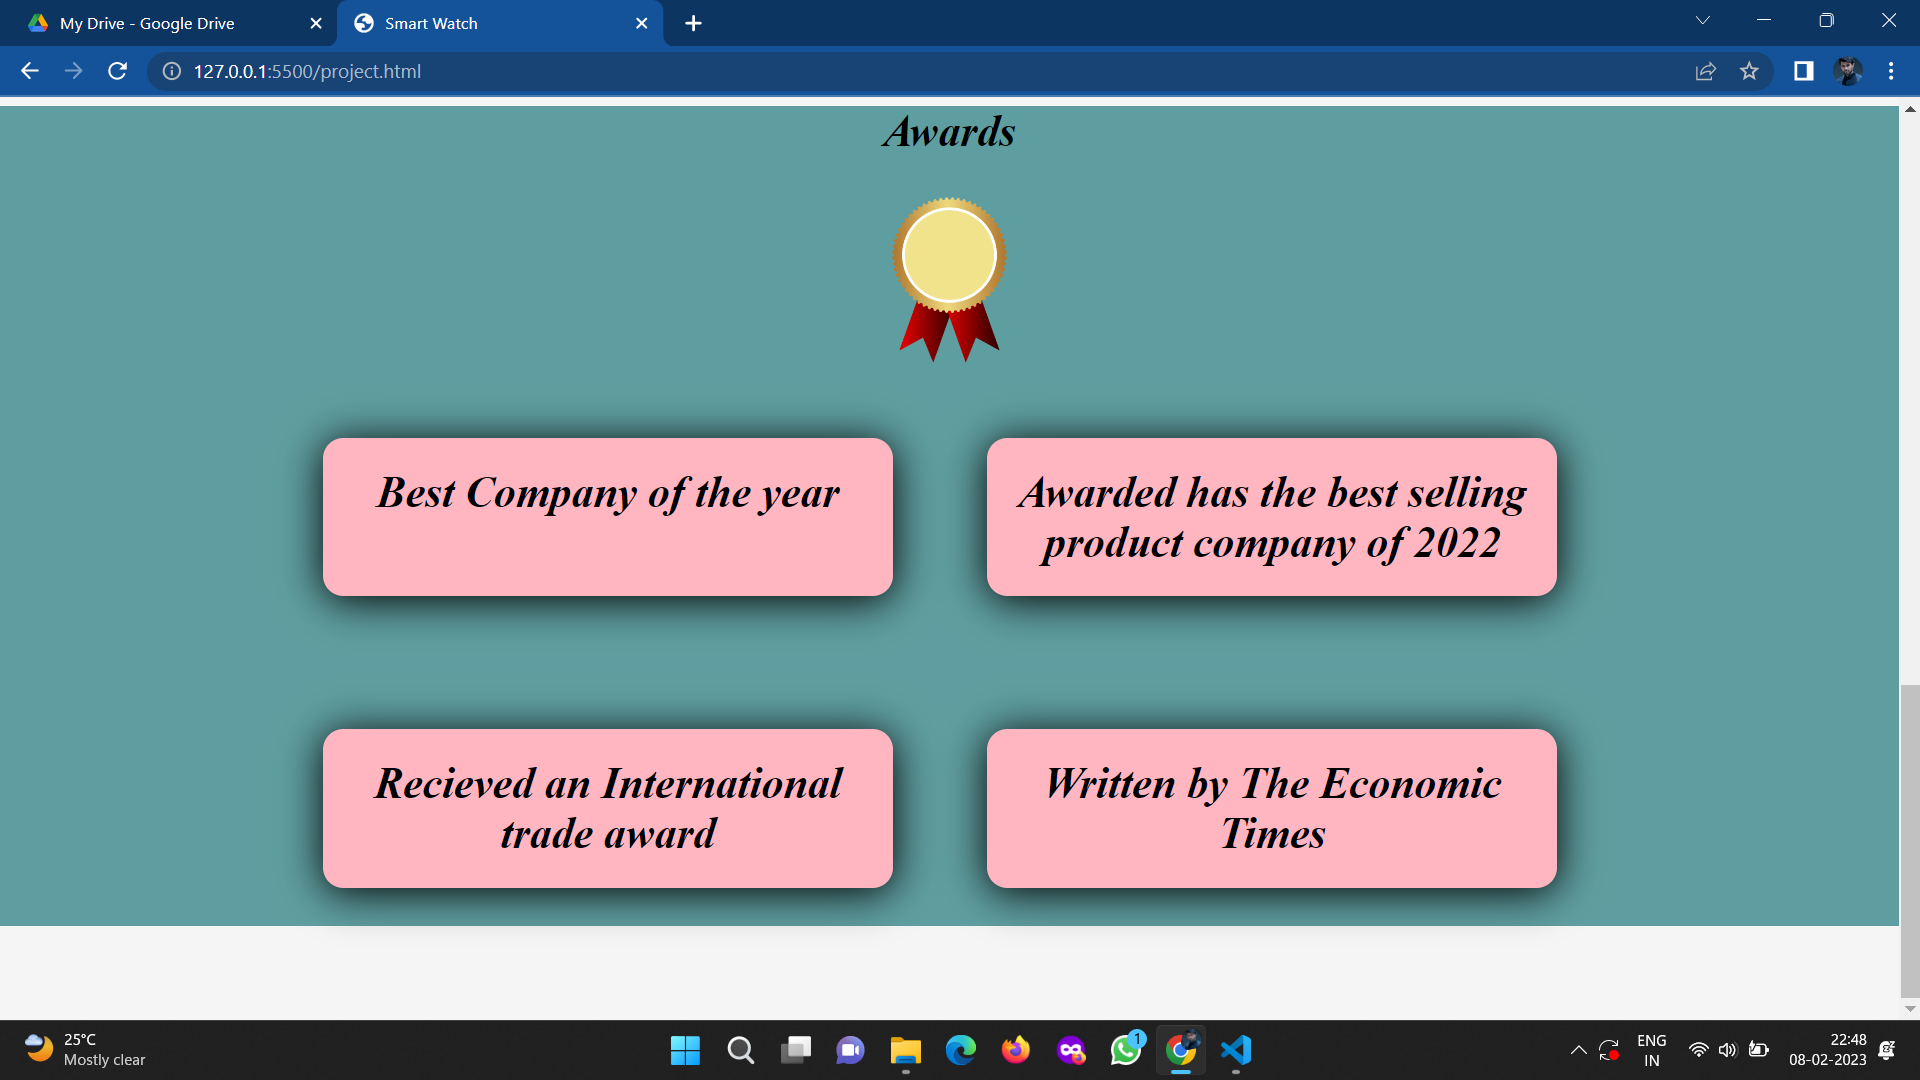 My Drive - Google Drive
Smart Watch
127.0.0.1:5500/project.html
Awards
Best Company of the year
Awarded has the best selling
product company of 2022
Recieved an International
trade award
Written by The Economic
Times
25°C
Mostly clear
1
ENG
IN
22:48
08-02-2023